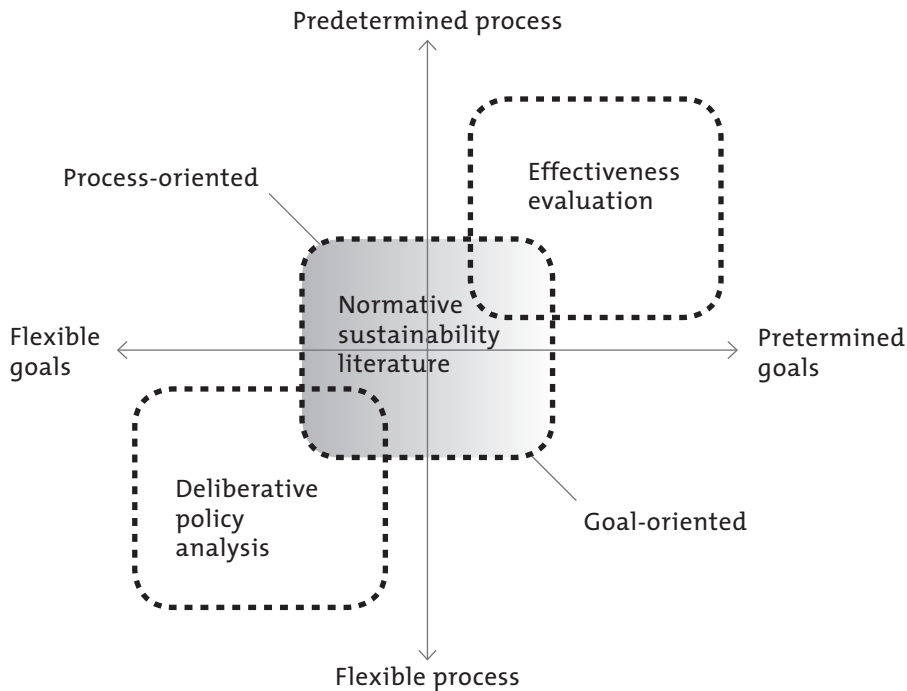 Predetermined process
Effectiveness
evaluation
Process-oriented
Normative
sustainability
literature
Flexible
goals
Pretermined
goals
Deliberative
policy
analysis
Goal-oriented
Flexible process